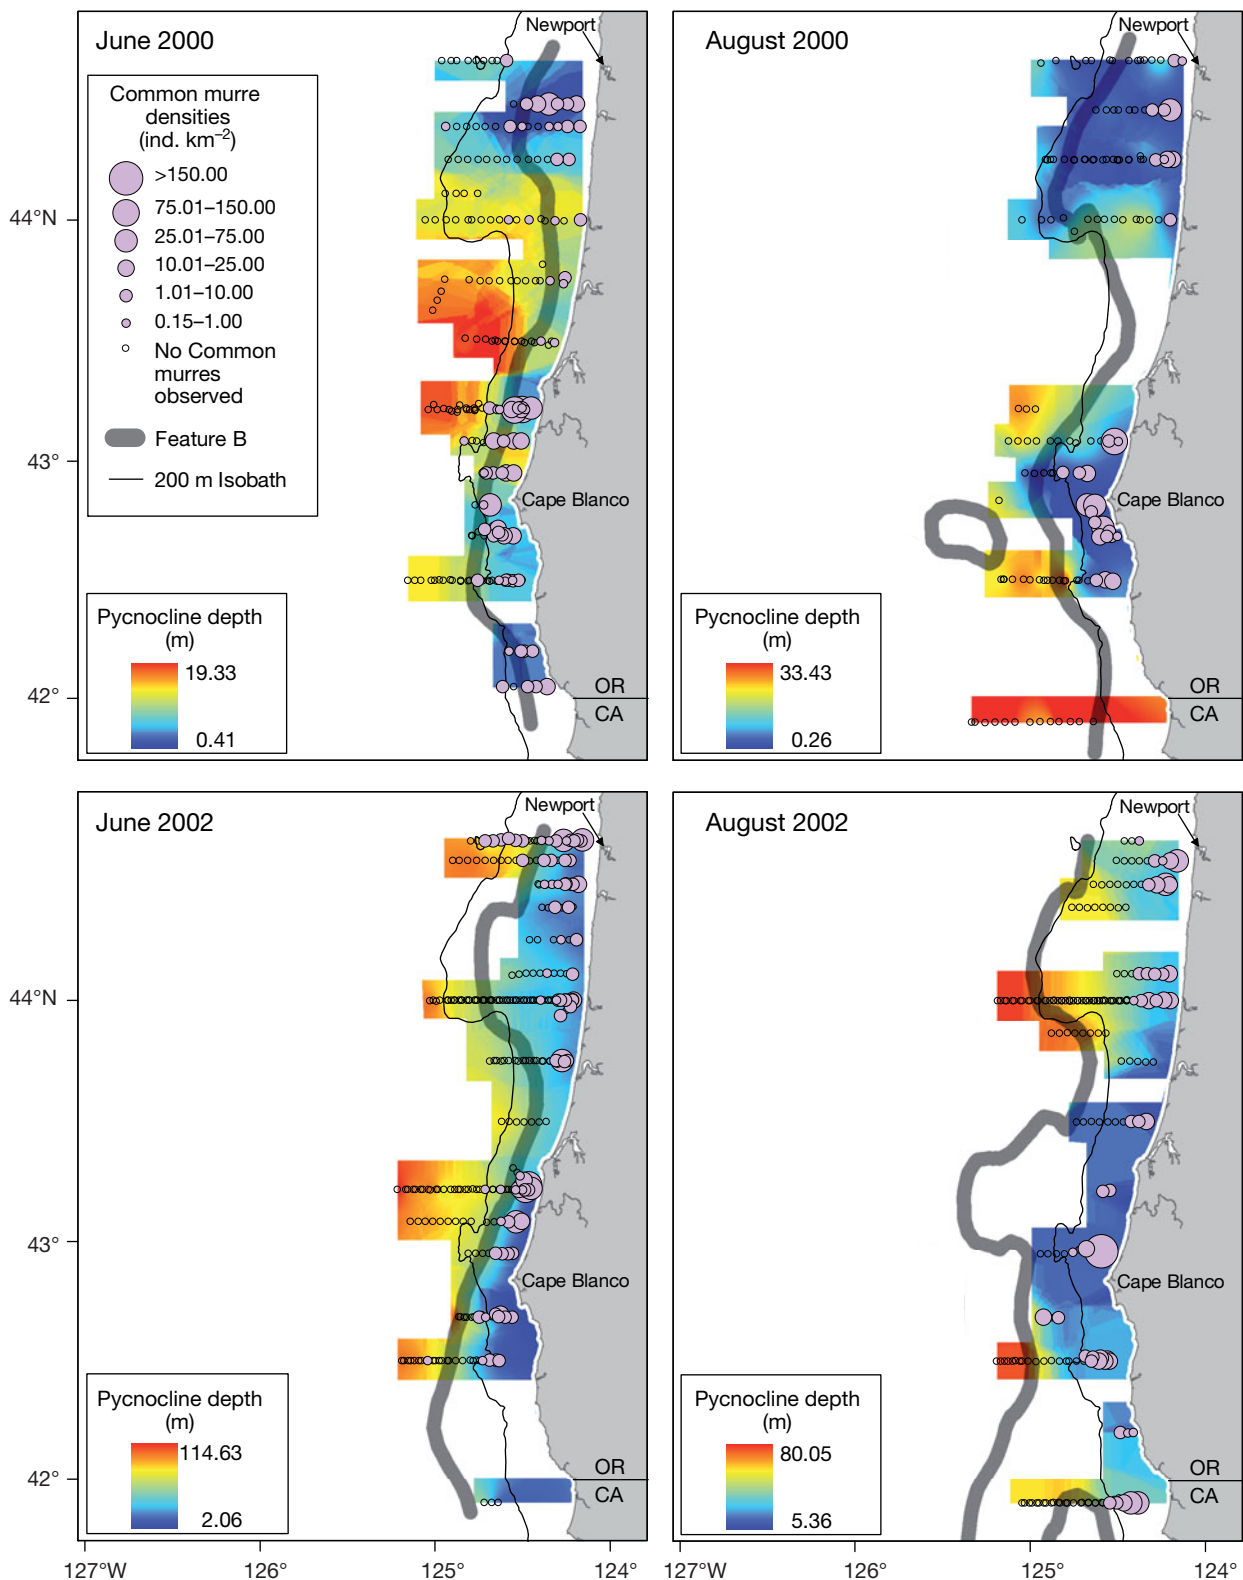 June 2000
Newport
Common murre
densities
(ind. km⁻²)
>150.00
75.01–150.00
25.01–75.00
10.01–25.00
1.01–10.00
0.15–1.00
No Common
murres
observed
Feature B
200 m Isobath
44°N
43°
42°
Cape Blanco
Pycnocline depth
(m)
19.33
0.41
OR
CA
August 2000
Newport
Cape Blanco
Pycnocline depth
(m)
33.43
0.26
OR
CA
June 2002
Newport
44°N
43°
42°
Cape Blanco
Pycnocline depth
(m)
114.63
2.06
OR
CA
127°W
126°
125°
124°
August 2002
Newport
Cape Blanco
Pycnocline depth
(m)
80.05
5.36
OR
CA
127°W
126°
125°
124°